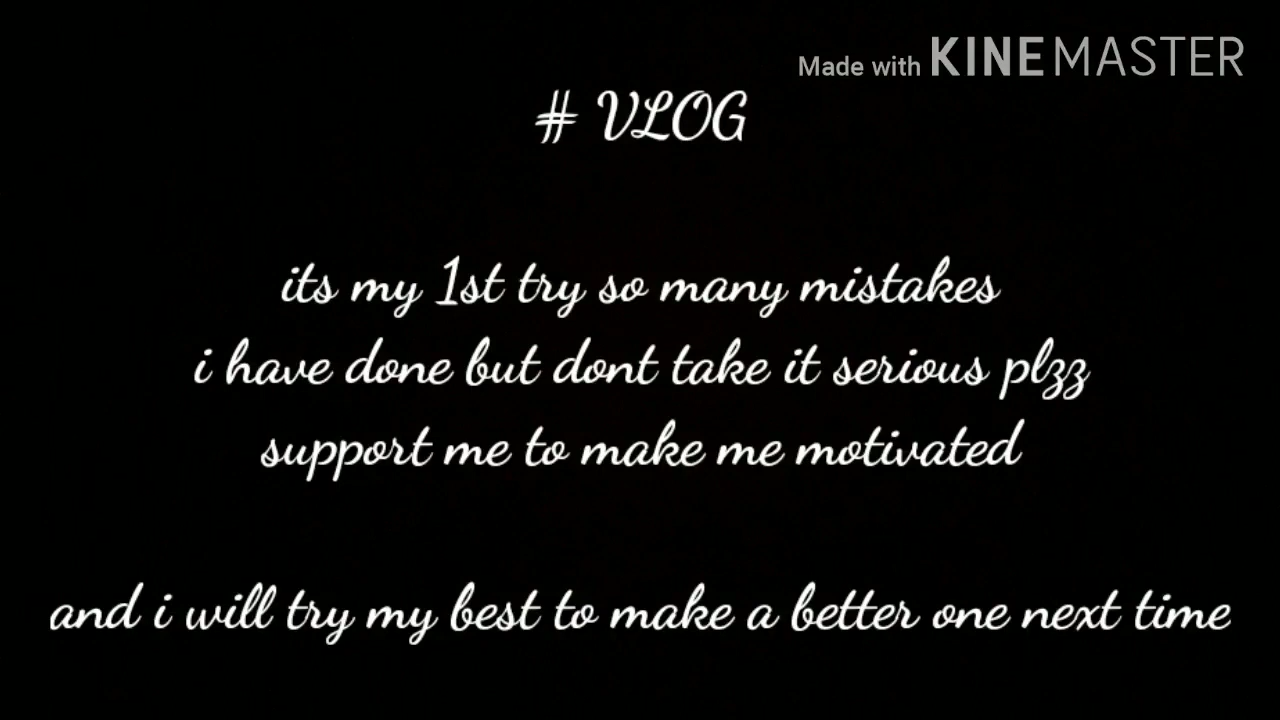 Made with KINEMASTER
# VLOG
its my 1st try so many mistakes
i have done but dont take it serious plzz
support me to make me motivated
and i will try my best to make a better one next time